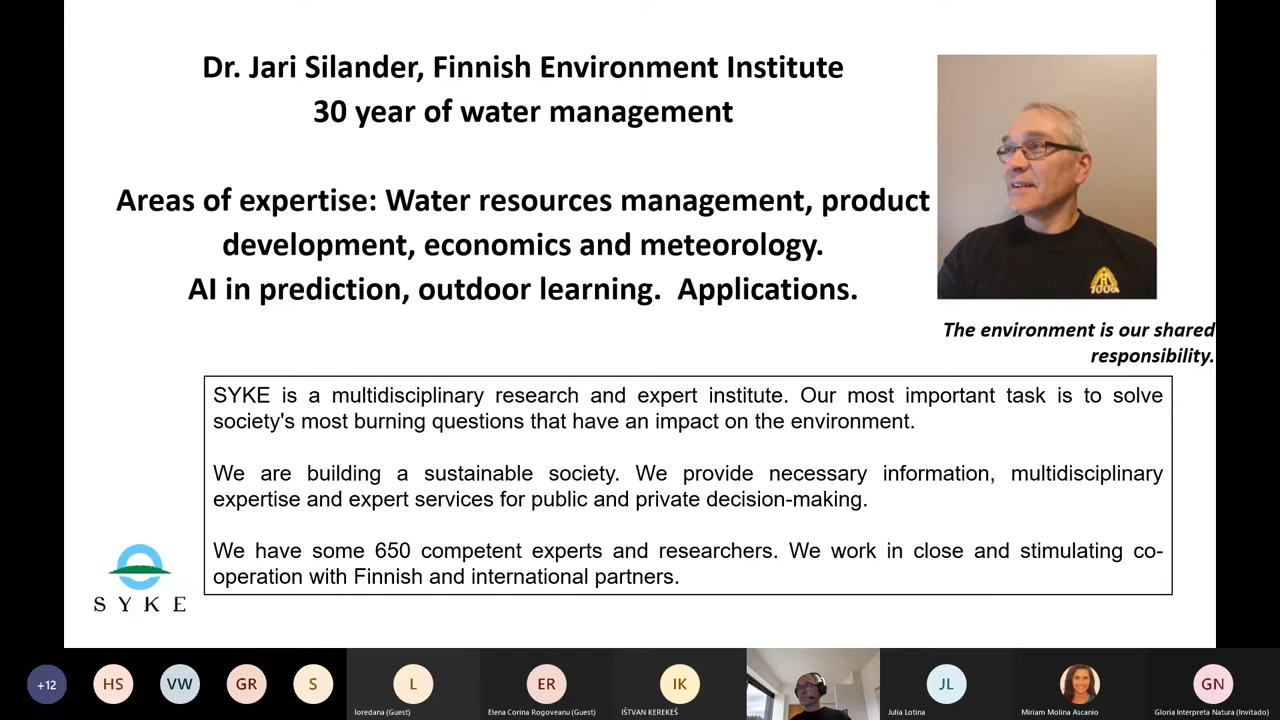 Dr. Jari Silander, Finnish Environment Institute
30 year of water management
Areas of expertise: Water resources management, product
development, economics and meteorology.
AI in prediction, outdoor learning.  Applications.
The environment is our shared
responsibility.
SYKE is a multidisciplinary research and expert institute. Our most important task is to solve
society's most burning questions that have an impact on the environment.
We are building a sustainable society. We provide necessary information, multidisciplinary
expertise and expert services for public and private decision-making.
We have some 650 competent experts and researchers. We work in close and stimulating co-
operation with Finnish and international partners.
SYKE
+12
HS
VW
GR
S
L
ER
IK
JL
GN
loredana (Guest)
Elena Corina Rogoveanu (Guest)
IŠTVAN KEREKEŠ
Julia Lotina
Miriam Molina Ascanio
Gloria Interpreta Natura (Invitado)